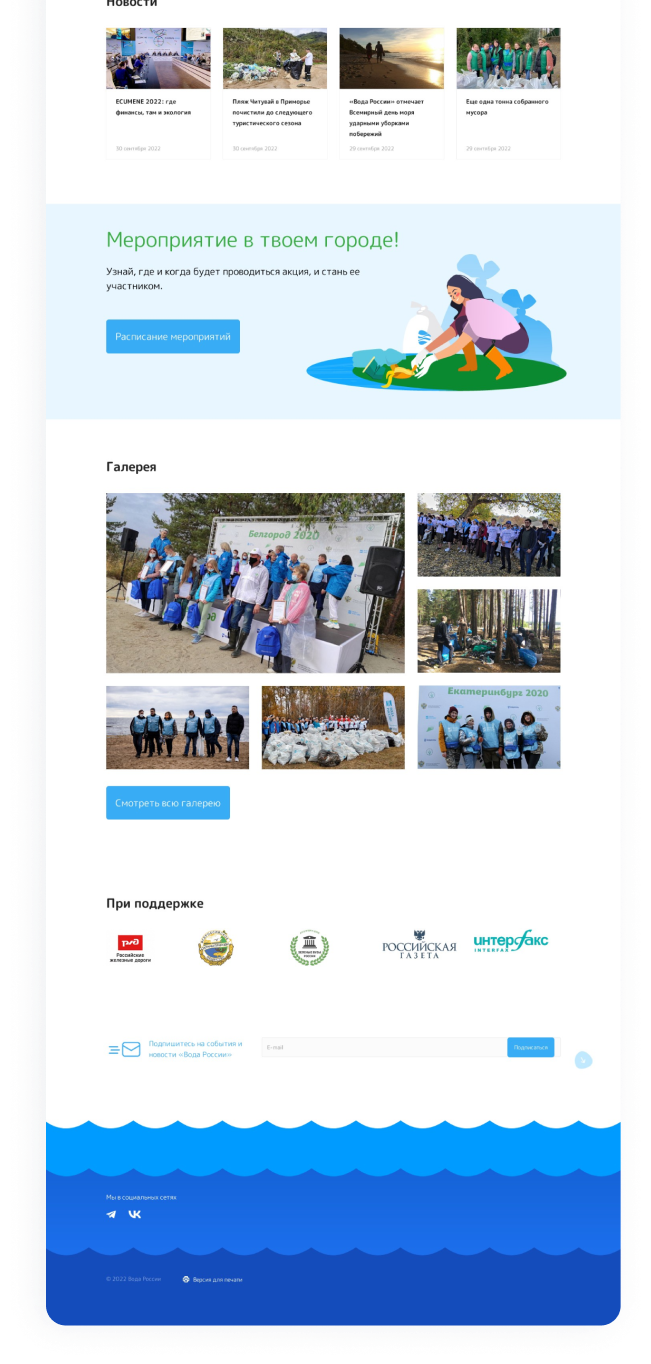 Новости
ECUMENE 2022: где
финансы, там и экология
30 сентября 2022
Пляж Читувай в Приморье
почистили до следующего
туристического сезона
30 сентября 2022
«Вода России» отмечает
Всемирный день моря
ударными уборками
побережий
29 сентября 2022
Еще одна тонна собранного
мусора
29 сентября 2022
Мероприятие в твоем городе!
Узнай, где и когда будет проводиться акция, и стань ее
участником.
Расписание мероприятий
Галерея
Белгород 2020
Екатеринбург 2020
Смотреть всю галерею
При поддержке
ржд
Российские
железные дороги
РОССИЙСКАЯ
ГАЗЕТА
интерфакс
INTERFAX
Подпишитесь на события и
новости «Вода России»
E-mail
Подписаться
Мы в социальных сетях
© 2022 Вода России
Версия для печати